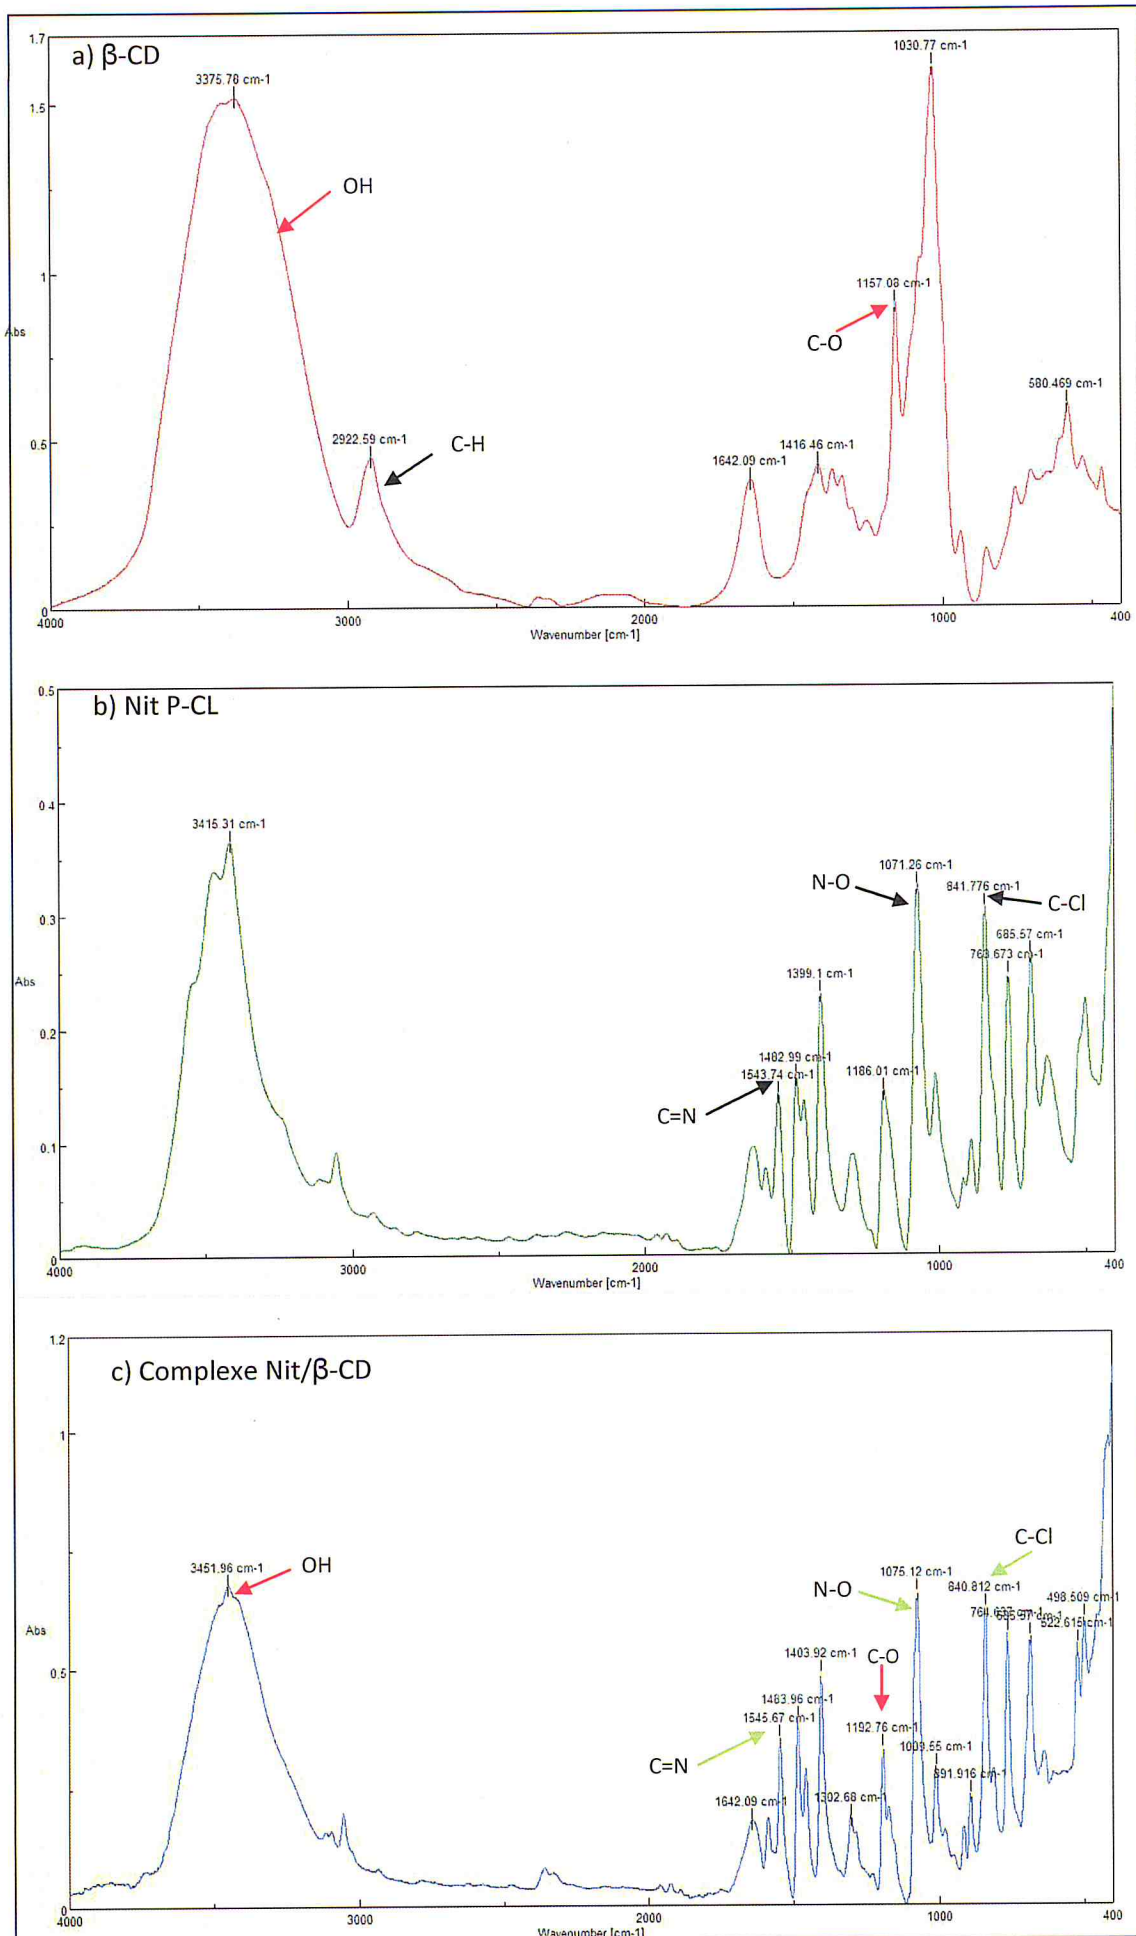 a) β-CD
1.7
1.5
1
Abs
0.5
0
3375.78 cm-1
OH
2922.59 cm-1
C-H
1642.09 cm-1
1416.46 cm-1
1157.08 cm-1
C-O
1030.77 cm-1
580.469 cm-1
4000
3000
2000
1000
400
Wavenumber [cm-1]
b) Nit P-CL
0.5
0.4
0.3
Abs
0.2
0.1
0
3415.31 cm-1
C=N
1543.74 cm-1
1482.99 cm-1
1399.1 cm-1
1186.01 cm-1
N-O
1071.26 cm-1
841.776 cm-1
C-Cl
763.673 cm-1
685.57 cm-1
4000
3000
2000
1000
400
Wavenumber [cm-1]
c) Complexe Nit/β-CD
1.2
1
Abs
0.5
0
3451.96 cm-1
OH
C=N
1642.09 cm-1
1545.67 cm-1
1483.96 cm-1
1403.92 cm-1
1302.68 cm-1
C-O
1192.76 cm-1
N-O
1075.12 cm-1
1009.55 cm-1
891.916 cm-1
C-Cl
840.812 cm-1
522.615 cm-1
498.509 cm-1
4000
3000
2000
1000
400
Wavenumber [cm-1]